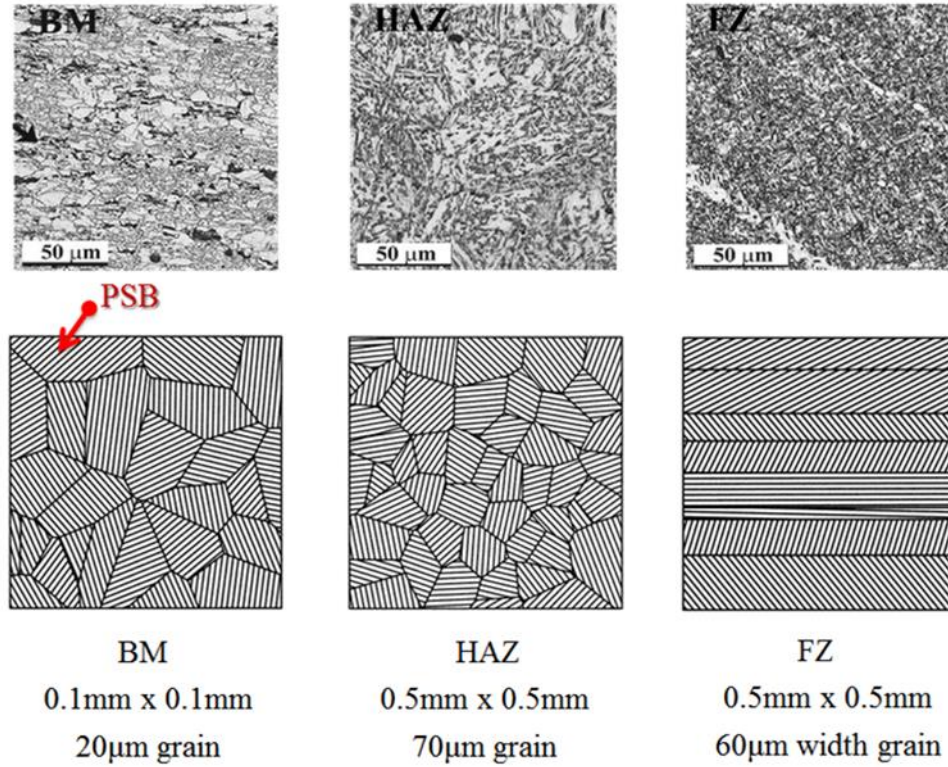 BM
HAZ
FZ
50 μm
50 μm
50 μm
PSB
BM
HAZ
FZ
0.1mm x 0.1mm
0.5mm x 0.5mm
0.5mm x 0.5mm
20μm grain
70μm grain
60μm width grain